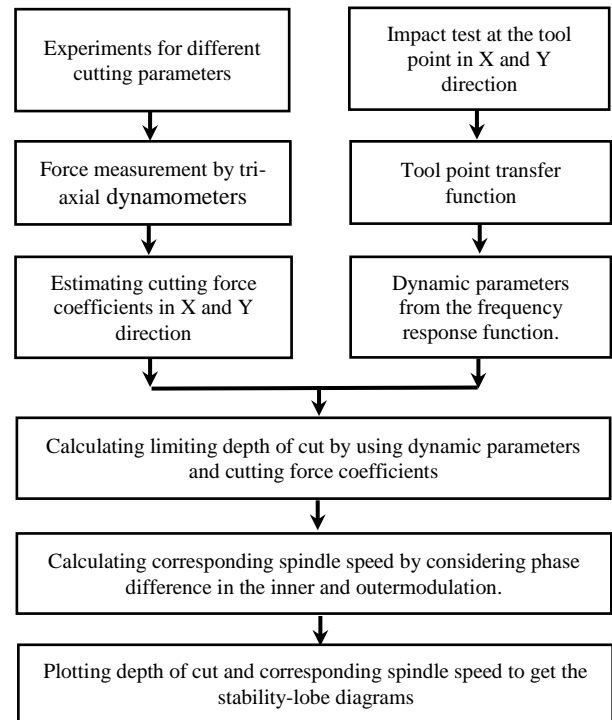 Experiments for different
cutting parameters
Impact test at the tool
point in X and Y
direction
Force measurement by tri-
axial dynamometers
Tool point transfer
function
Estimating cutting force
coefficients in X and Y
direction
Dynamic parameters
from the frequency
response function.
Calculating limiting depth of cut by using dynamic parameters
and cutting force coefficients
Calculating corresponding spindle speed by considering phase
difference in the inner and outermodulation.
Plotting depth of cut and corresponding spindle speed to get the
stability-lobe diagrams